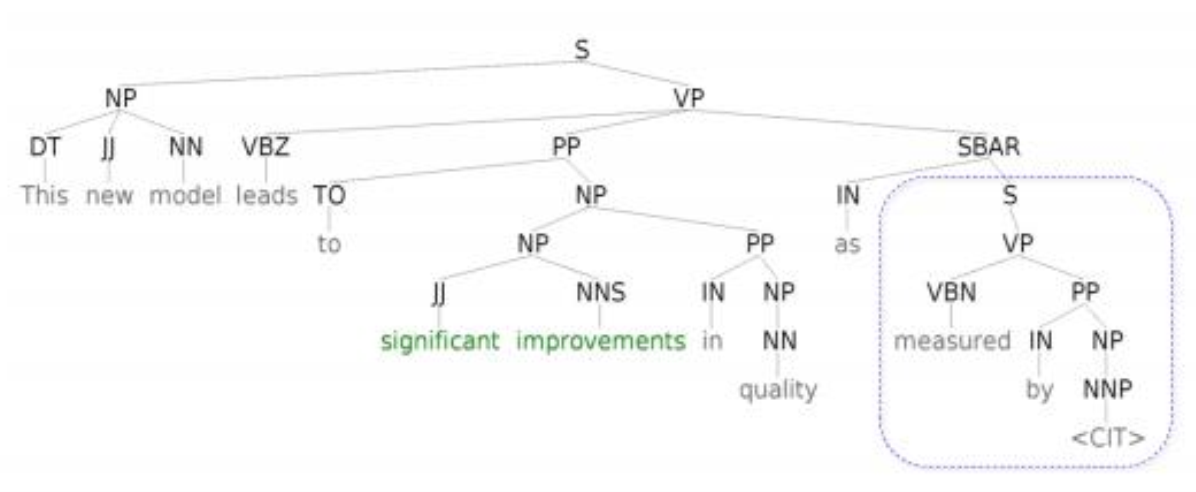 S
NP VP
DT JJ NN VBZ PP SBAR
This new model leads TO NP IN S
to NP PP as VP
JJ NNS IN NP VBN PP
significant improvements in NN measured IN NP
quality by NNP
<CIT>